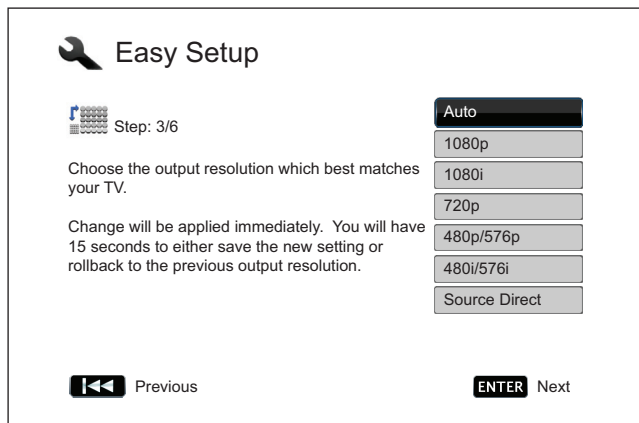 Easy Setup
Step: 3/6
Choose the output resolution which best matches
your TV.
Change will be applied immediately.  You will have
15 seconds to either save the new setting or
rollback to the previous output resolution.
Auto
1080p
1080i
720p
480p/576p
480i/576i
Source Direct
Previous
ENTER Next